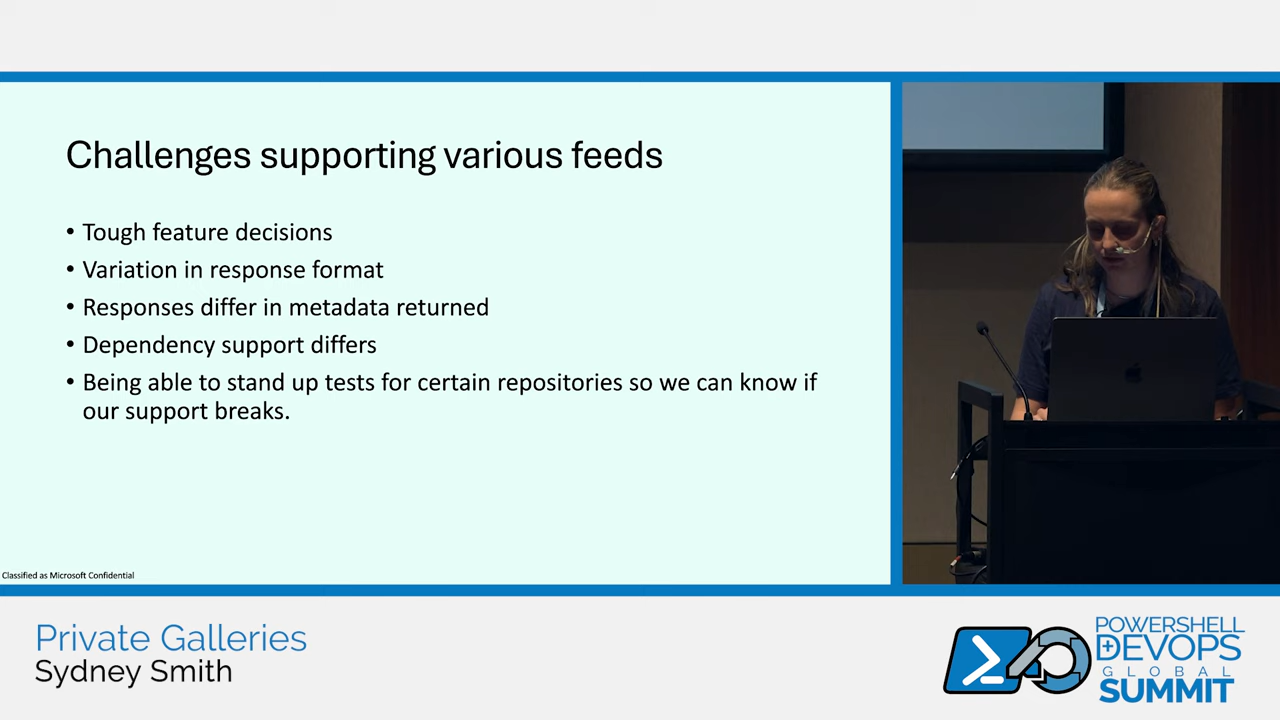 Challenges supporting various feeds
• Tough feature decisions
• Variation in response format
• Responses differ in metadata returned
• Dependency support differs
• Being able to stand up tests for certain repositories so we can know if
our support breaks.
Classified as Microsoft Confidential
Private Galleries
Sydney Smith
POWERSHELL
DEVOPS
GLOBAL
SUMMIT